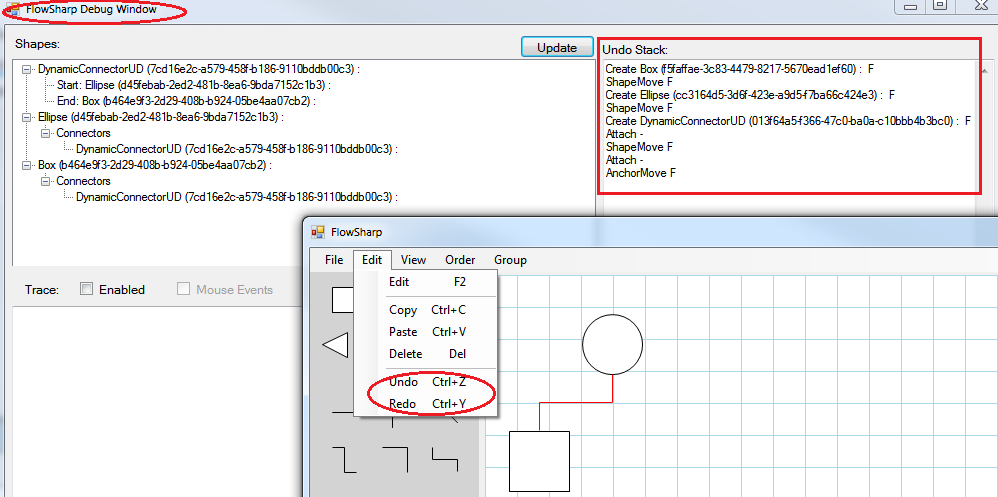 FlowSharp Debug Window
Shapes:
Update
DynamicConnectorUD (7cd16e2c-a579-458f-b186-9110bddb00c3) :
Start: Ellipse (d45febab-2ed2-481b-8ea6-9bda7152c1b3) :
End: Box (b464e9f3-2d29-408b-b924-05be4aa07cb2) :
Ellipse (d45febab-2ed2-481b-8ea6-9bda7152c1b3) :
Connectors
DynamicConnectorUD (7cd16e2c-a579-458f-b186-9110bddb00c3) :
Box (b464e9f3-2d29-408b-b924-05be4aa07cb2) :
Connectors
DynamicConnectorUD (7cd16e2c-a579-458f-b186-9110bddb00c3) :
Undo Stack:
Create Box (f5faffae-3c83-4479-8217-5670ead1ef60) : F
ShapeMove F
Create Ellipse (cc3164d5-3d6f-423e-a9d5-f7ba66c424e3) : F
ShapeMove F
Create DynamicConnectorUD (013f64a5-f366-47c0-ba0a-c10bbb4b3bc0) : F
Attach -
ShapeMove F
Attach -
AnchorMove F
Trace: Enabled Mouse Events
FlowSharp
File Edit View Order Group
Edit F2
Copy Ctrl+C
Paste Ctrl+V
Delete Del
Undo Ctrl+Z
Redo Ctrl+Y